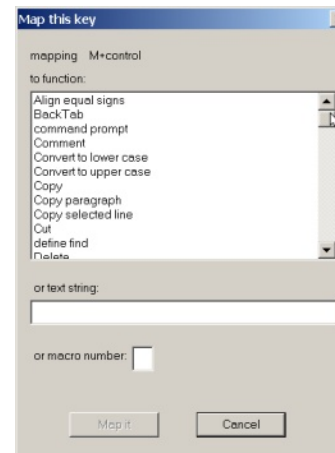 Map this key
mapping M+control
to function:
Align equal signs
BackTab
command prompt
Comment
Convert to lower case
Convert to upper case
Copy
Copy paragraph
Copy selected line
Cut
define find
Delete
or text string:
or macro number:
Map it
Cancel